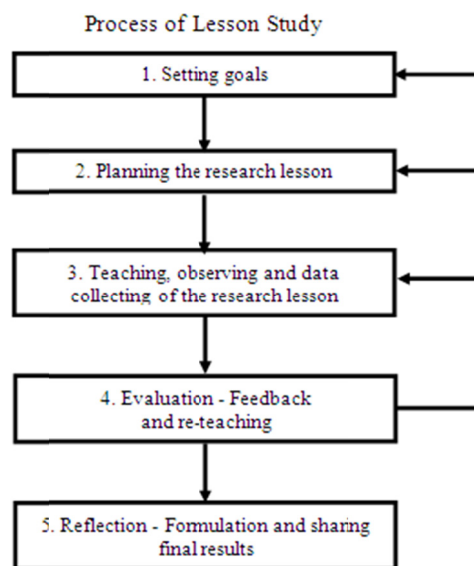 Process of Lesson Study
1. Setting goals
2. Planning the research lesson
3. Teaching, observing and data
collecting of the research lesson
4. Evaluation - Feedback
and re-teaching
5. Reflection - Formulation and sharing
final results